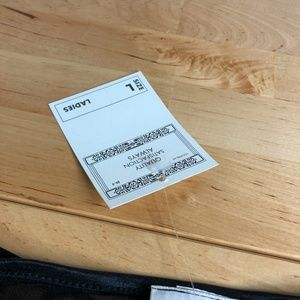 SIZE
L
LADIES
QUALITY
SATISFACTION
ALWAYS